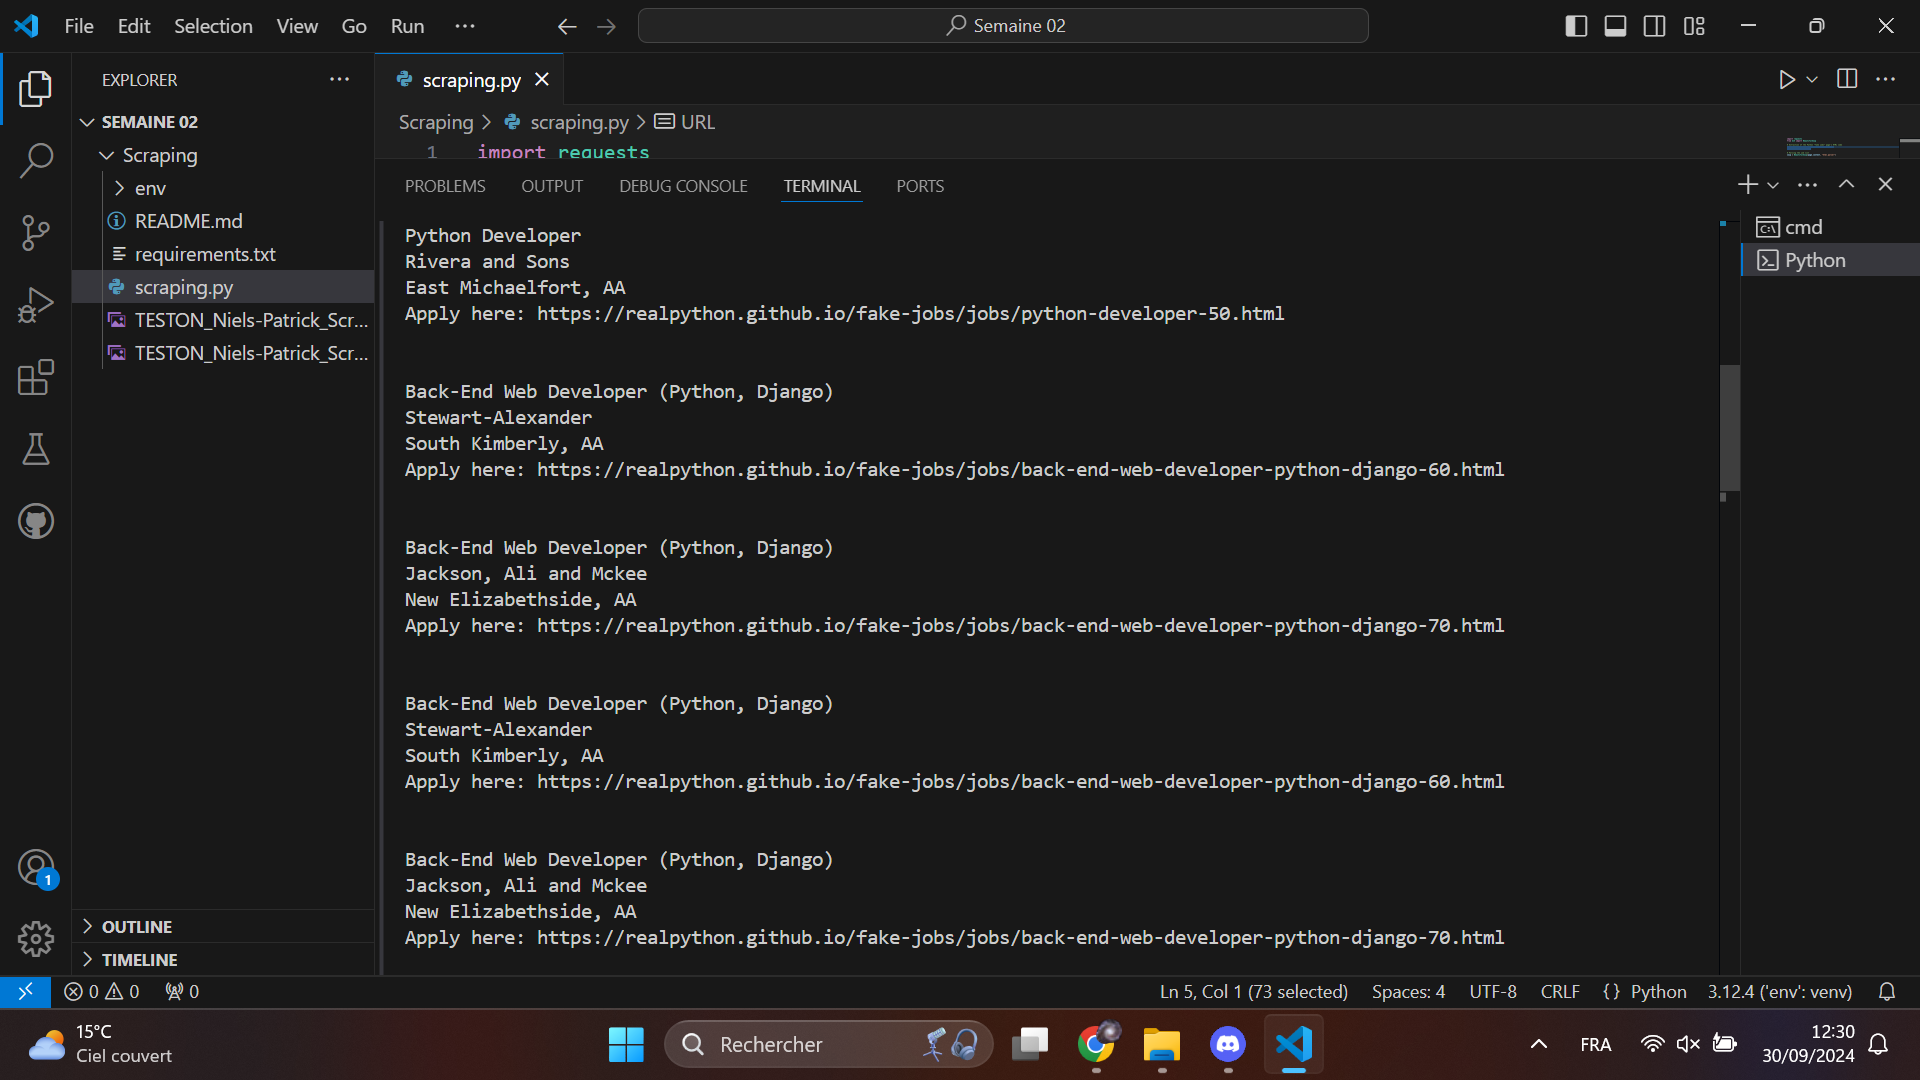 File Edit Selection View Go Run ···
Semaine 02
EXPLORER
SEMAINE 02
Scraping
env
README.md
requirements.txt
scraping.py
TESTON_Niels-Patrick_Scr...
TESTON_Niels-Patrick_Scr...
OUTLINE
TIMELINE
scraping.py
Scraping > scraping.py > URL
1 import requests
PROBLEMS OUTPUT DEBUG CONSOLE TERMINAL PORTS
Python Developer
Rivera and Sons
East Michaelfort, AA
Apply here: https://realpython.github.io/fake-jobs/jobs/python-developer-50.html
Back-End Web Developer (Python, Django)
Stewart-Alexander
South Kimberly, AA
Apply here: https://realpython.github.io/fake-jobs/jobs/back-end-web-developer-python-django-60.html
Back-End Web Developer (Python, Django)
Jackson, Ali and Mckee
New Elizabethside, AA
Apply here: https://realpython.github.io/fake-jobs/jobs/back-end-web-developer-python-django-70.html
Back-End Web Developer (Python, Django)
Stewart-Alexander
South Kimberly, AA
Apply here: https://realpython.github.io/fake-jobs/jobs/back-end-web-developer-python-django-60.html
Back-End Web Developer (Python, Django)
Jackson, Ali and Mckee
New Elizabethside, AA
Apply here: https://realpython.github.io/fake-jobs/jobs/back-end-web-developer-python-django-70.html
cmd
Python
1
0 0 0
Ln 5, Col 1 (73 selected) Spaces: 4 UTF-8 CRLF {} Python 3.12.4 ('env': venv)
15°C
Ciel couvert
Rechercher
FRA
12:30
30/09/2024